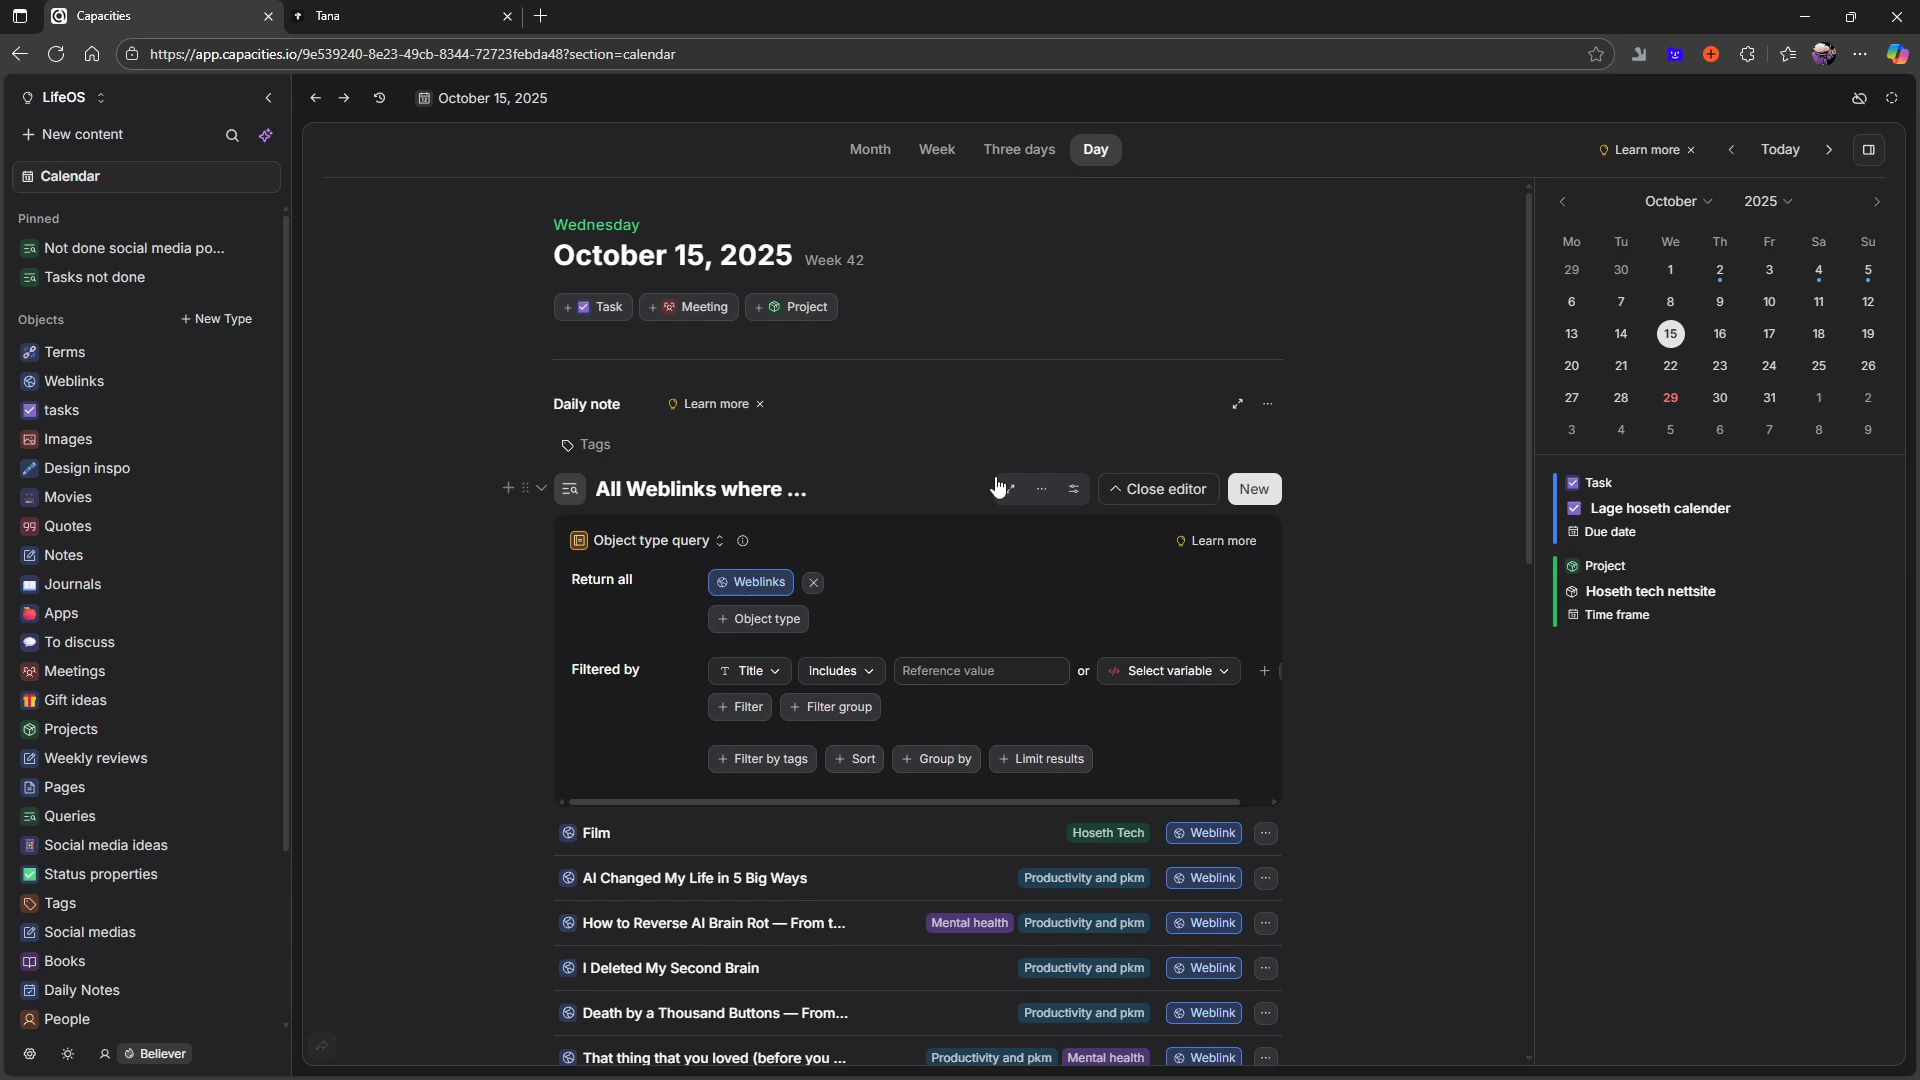 Capacities
Tana
https://app.capacities.io/9e539240-8e23-49cb-8344-72723febda48?section=calendar
LifeOS
October 15, 2025
New content
Calendar
Pinned
Not done social media po...
Tasks not done
Objects
+ New Type
Terms
Weblinks
tasks
Images
Design inspo
Movies
Quotes
Notes
Journals
Apps
To discuss
Meetings
Gift ideas
Projects
Weekly reviews
Pages
Queries
Social media ideas
Status properties
Tags
Social medias
Books
Daily Notes
People
Believer
Month Week Three days Day
Learn more
Today
Wednesday
October 15, 2025 Week 42
+ Task + Meeting + Project
Daily note Learn more
Tags
All Weblinks where ...
Close editor New
Object type query Learn more
Return all Weblinks
+ Object type
Filtered by Title includes Reference value or Select variable +
+ Filter + Filter group
+ Filter by tags + Sort + Group by + Limit results
Film Hoseth Tech Weblink
AI Changed My Life in 5 Big Ways Productivity and pkm Weblink
How to Reverse AI Brain Rot — From t... Mental health Productivity and pkm Weblink
I Deleted My Second Brain Productivity and pkm Weblink
Death by a Thousand Buttons — From... Productivity and pkm Weblink
That thing that you loved (before you ... Productivity and pkm Mental health Weblink
October 2025
Mo Tu We Th Fr Sa Su
29 30 1 2 3 4 5
6 7 8 9 10 11 12
13 14 15 16 17 18 19
20 21 22 23 24 25 26
27 28 29 30 31 1 2
3 4 5 6 7 8 9
Task
Lage hoseth calender
Due date
Project
Hoseth tech nettsite
Time frame